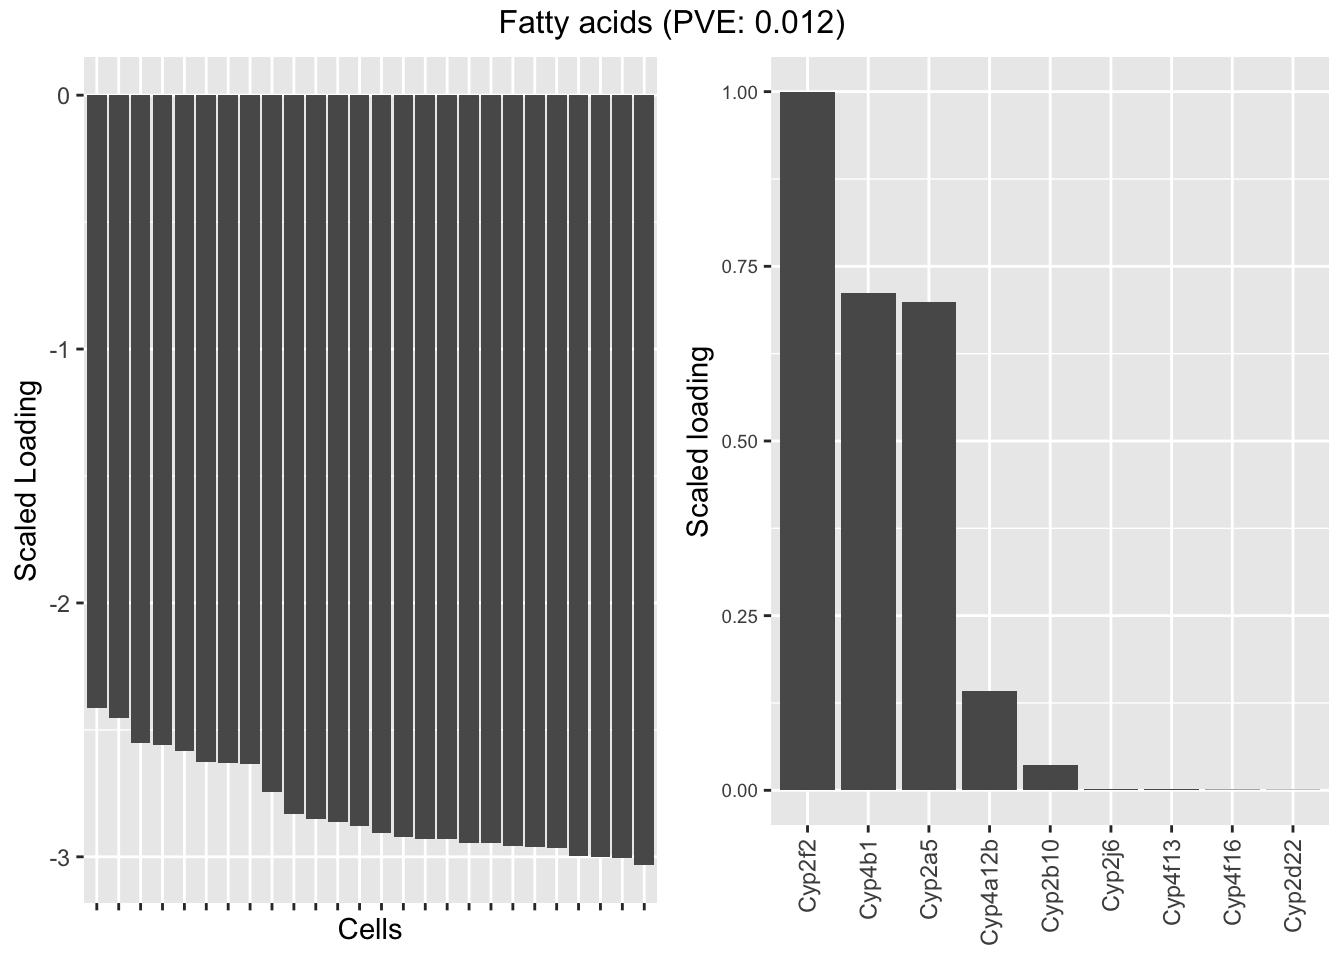 Fatty acids (PVE: 0.012)
Scaled Loading
0
-1
-2
-3
Cells
Scaled loading
1.00
0.75
0.50
0.25
0.00
Cyp2f2
Cyp4b1
Cyp2a5
Cyp4a12b
Cyp2b10
Cyp2j6
Cyp4f13
Cyp4f16
Cyp2d22